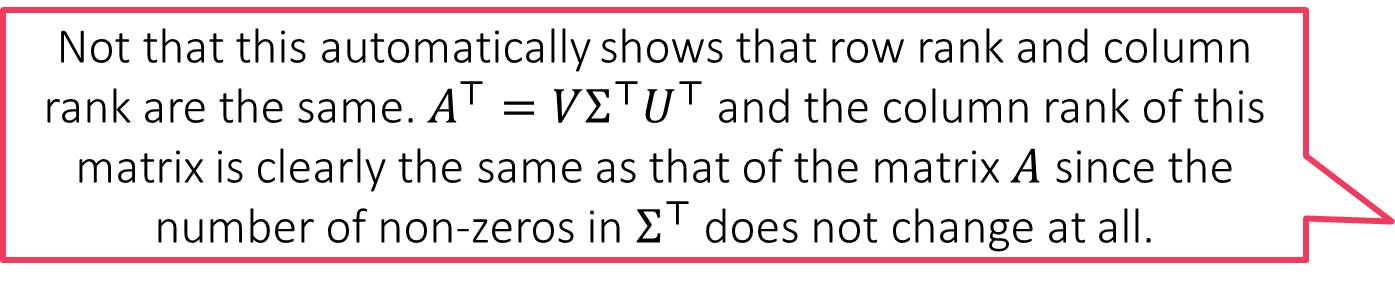 Not that this automatically shows that row rank and column
rank are the same. 𝐴⊤ = 𝑉Σ⊤𝑈⊤ and the column rank of this
matrix is clearly the same as that of the matrix 𝐴 since the
number of non-zeros in Σ⊤ does not change at all.